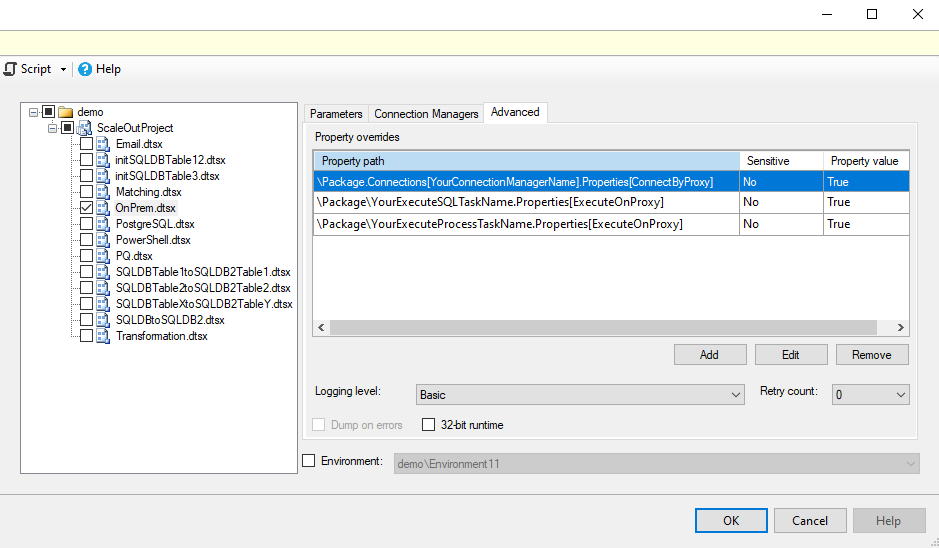 Script Help
demo
ScaleOutProject
Email.dtsx
initSQLDBTable12.dtsx
initSQLDBTable3.dtsx
Matching.dtsx
OnPrem.dtsx
PostgreSQL.dtsx
PowerShell.dtsx
PQ.dtsx
SQLDBTable1toSQLDB2Table1.dtsx
SQLDBTable2toSQLDB2Table2.dtsx
SQLDBTableXtoSQLDB2TableY.dtsx
SQLDBtoSQLDB2.dtsx
Transformation.dtsx
Parameters Connection Managers Advanced
Property overrides
Property path Sensitive Property value
\Package.Connections[YourConnectionManagerName].Properties[ConnectByProxy] No True
\Package\YourExecuteSQLTaskName.Properties[ExecuteOnProxy] No True
\Package\YourExecuteProcessTaskName.Properties[ExecuteOnProxy] No True
Add Edit Remove
Logging level: Basic Retry count: 0
Dump on errors 32-bit runtime
Environment: demo\Environment11
OK Cancel Help